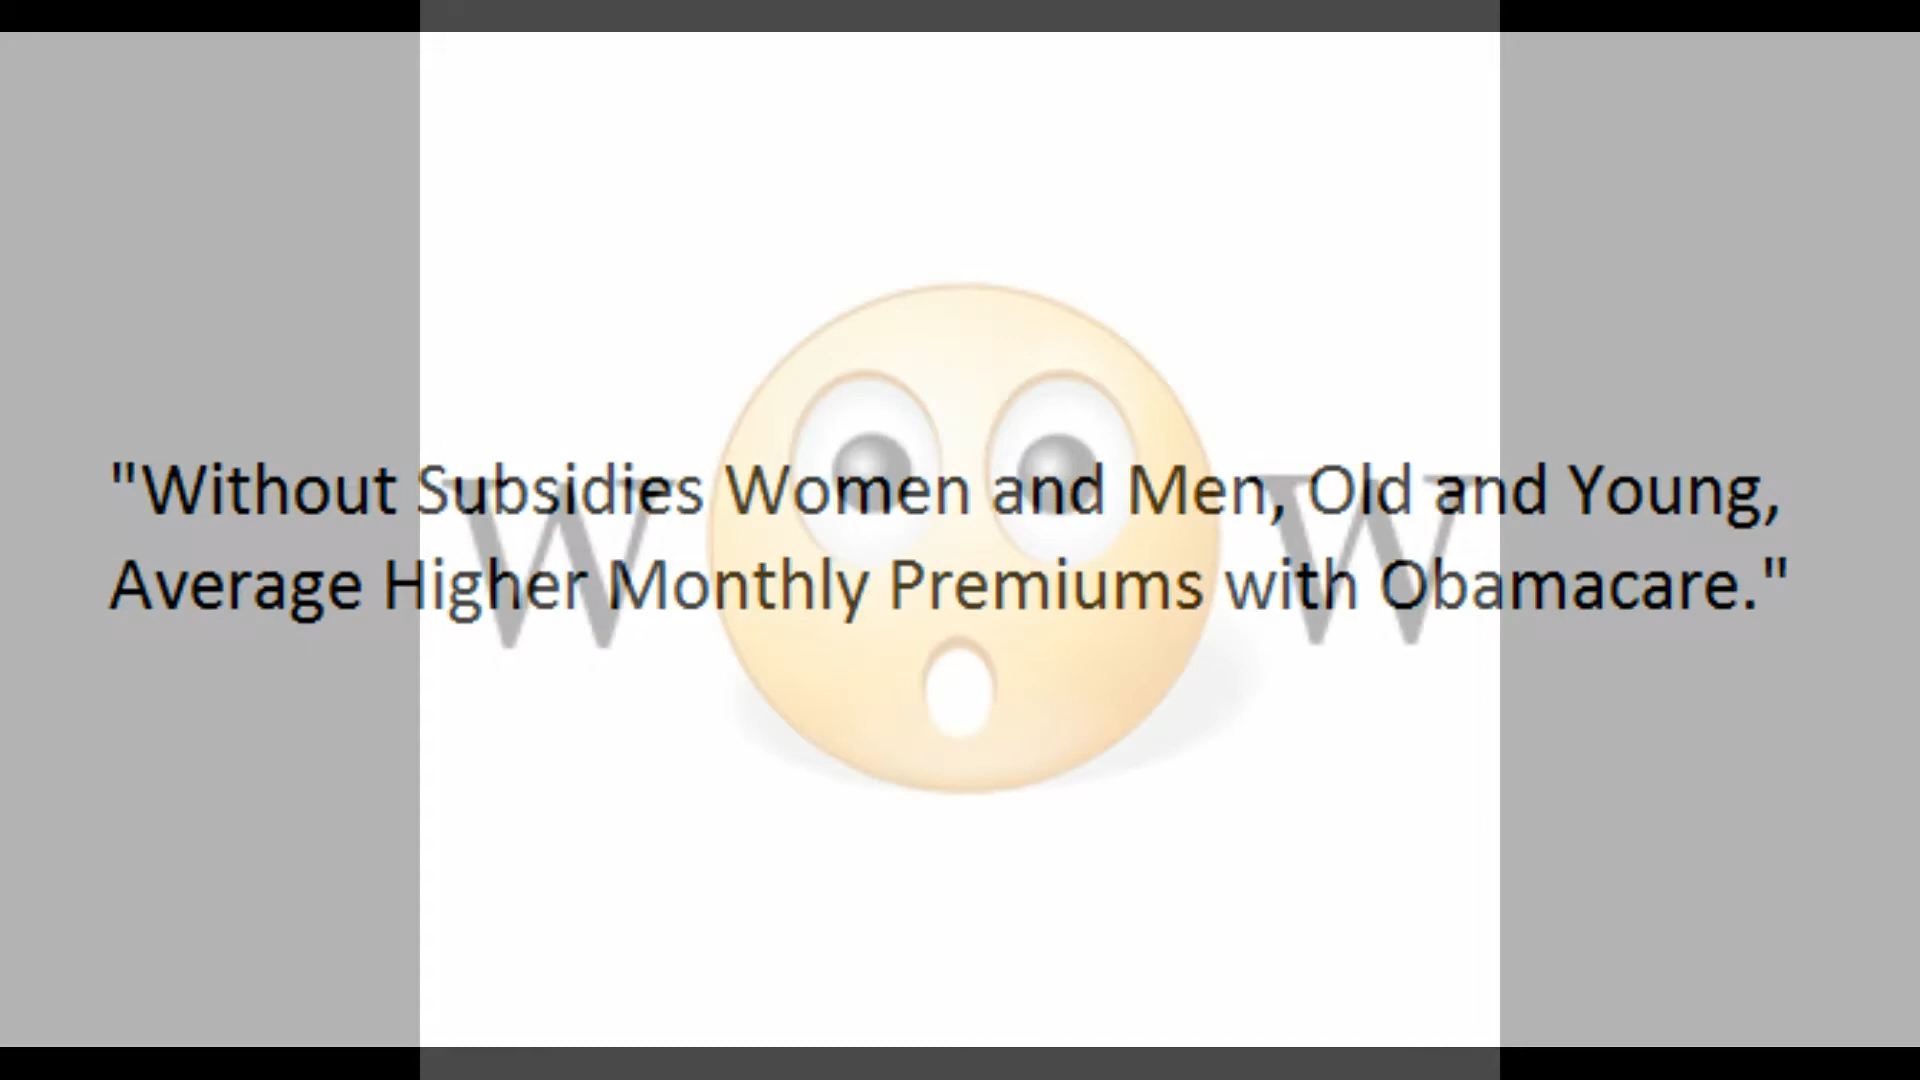 "Without Subsidies Women and Men, Old and Young,
Average Higher Monthly Premiums with Obamacare."
W W